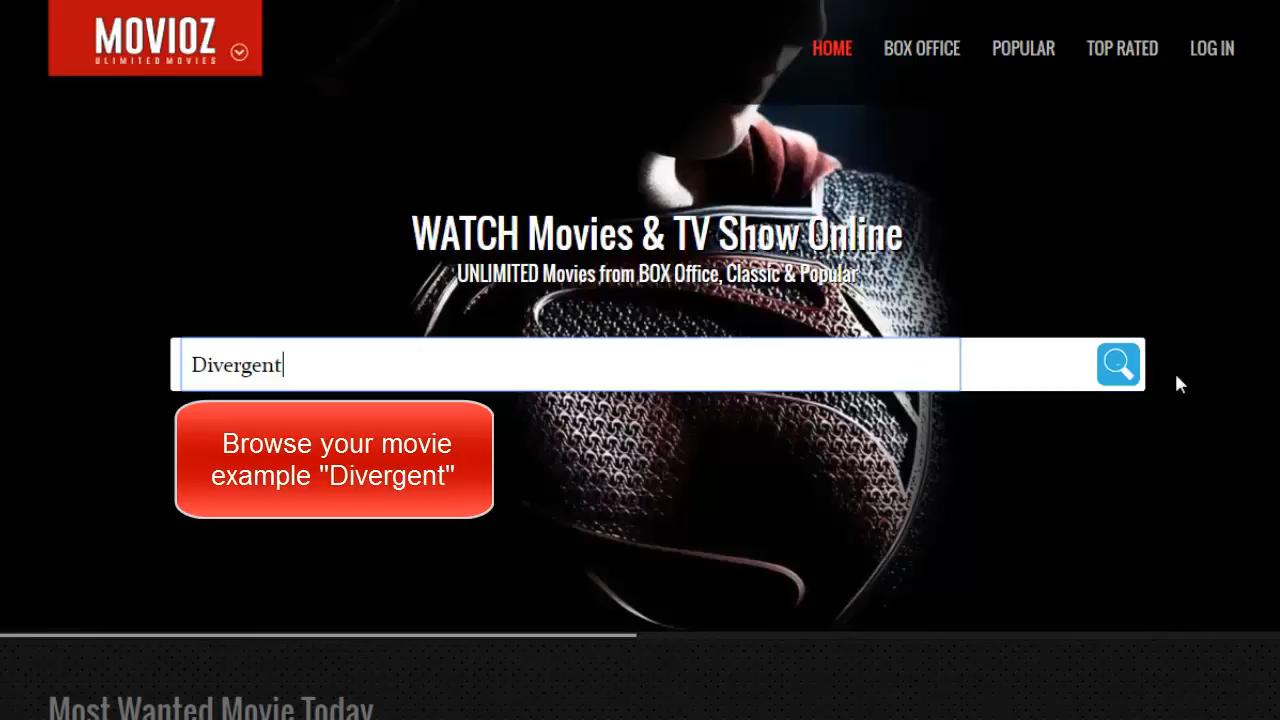 MOVIOZ
ULIMITED MOVIES
HOME BOX OFFICE POPULAR TOP RATED LOG IN
WATCH Movies & TV Show Online
UNLIMITED Movies from BOX Office, Classic & Popular
Divergent
Browse your movie
example "Divergent"
Most Wanted Movie Today